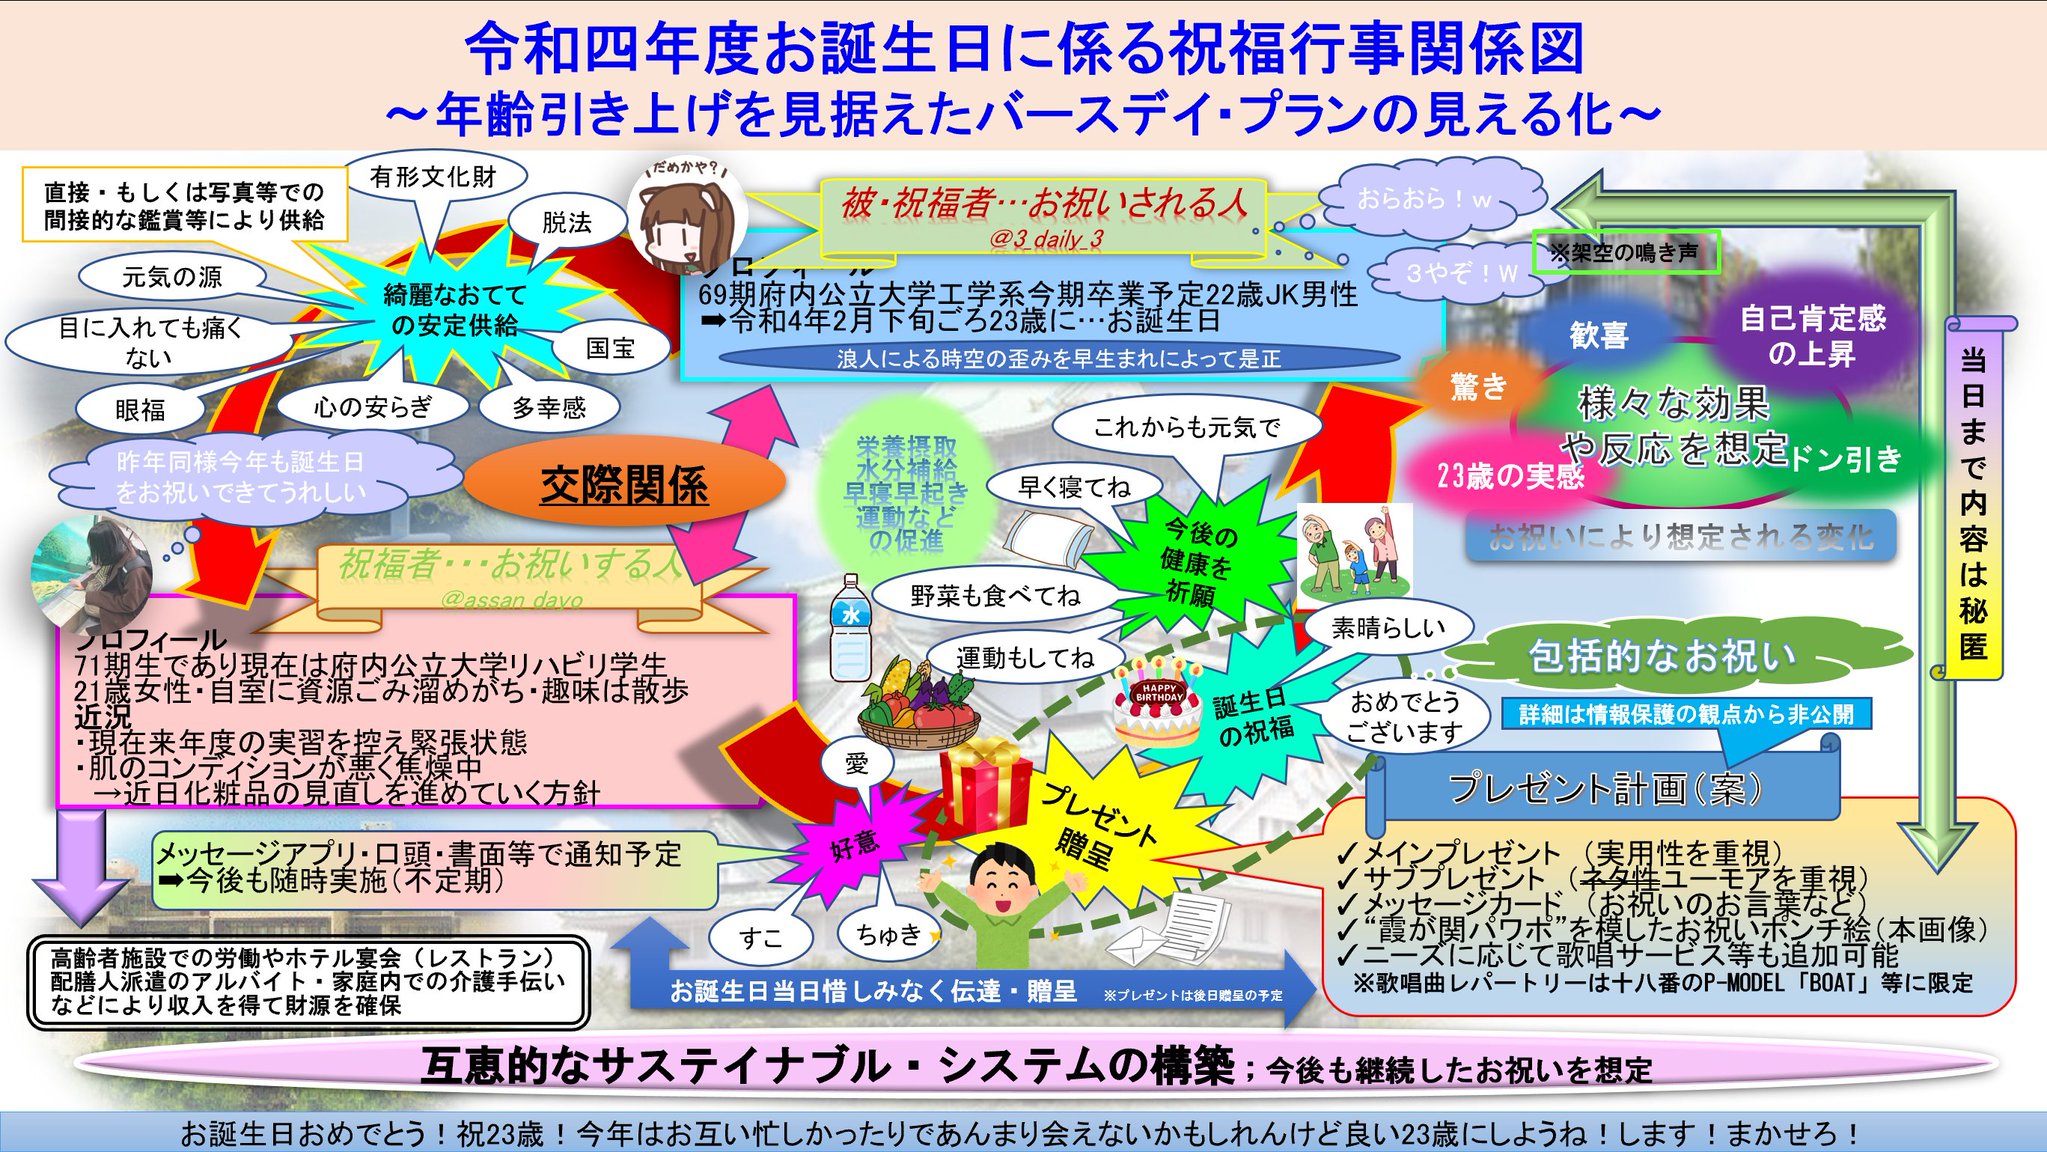 令和四年度お誕生日に係る祝福行事関係図
～年齢引き上げを見据えたバースデイ・プランの見える化～
直接・もしくは写真等での
間接的な鑑賞等により供給
有形文化財
脱法
元気の源
目に入れても痛く
ない
眼福
心の安らぎ
多幸感
国宝
綺麗なおてて
の安定供給
だめかや？
被・祝福者…お祝いされる人
@3_daily_3
プロフィール
69期府内公立大学工学系今期卒業予定22歳JK男性
➡令和4年2月下旬ごろ23歳に…お誕生日
浪人による時空の歪みを早生まれによって是正
おらおら！ｗ
３やぞ！Ｗ
※架空の鳴き声
歓喜
自己肯定感
の上昇
驚き
様々な効果
や反応を想定
23歳の実感
ドン引き
お祝いにより想定される変化
当日まで内容は秘匿
昨年同様今年も誕生日
をお祝いできてうれしい
交際関係
祝福者・・・お祝いする人
@assan_dayo
プロフィール
71期生であり現在は府内公立大学リハビリ学生
21歳女性・自室に資源ごみ溜めがち・趣味は散歩
近況
・現在来年度の実習を控え緊張状態
・肌のコンディションが悪く焦燥中
→近日化粧品の見直しを進めていく方針
栄養摂取
水分補給
早寝早起き
運動など
の促進
これからも元気で
早く寝てね
野菜も食べてね
運動もしてね
今後の
健康を
祈願
水
HAPPY
BIRTHDAY
誕生日
の祝福
素晴らしい
おめでとう
ございます
包括的なお祝い
詳細は情報保護の観点から非公開
プレゼント計画（案）
✓メインプレゼント （実用性を重視）
✓サブプレゼント （ネタ性ユーモアを重視）
✓メッセージカード （お祝いのお言葉など）
✓“霞が関パワポ”を模したお祝いポンチ絵（本画像）
✓ニーズに応じて歌唱サービス等も追加可能
※歌唱曲レパートリーは十八番のP-MODEL「BOAT」等に限定
愛
好意
すこ
ちゅき
プレゼント
贈呈
メッセージアプリ・口頭・書面等で通知予定
➡今後も随時実施（不定期）
高齢者施設での労働やホテル宴会（レストラン）
配膳人派遣のアルバイト・家庭内での介護手伝い
などにより収入を得て財源を確保
お誕生日当日惜しみなく伝達・贈呈 ※プレゼントは後日贈呈の予定
互恵的なサステイナブル・システムの構築；今後も継続したお祝いを想定
お誕生日おめでとう！祝23歳！今年はお互い忙しかったりであんまり会えないかもしれんけど良い23歳にしようね！します！まかせろ！